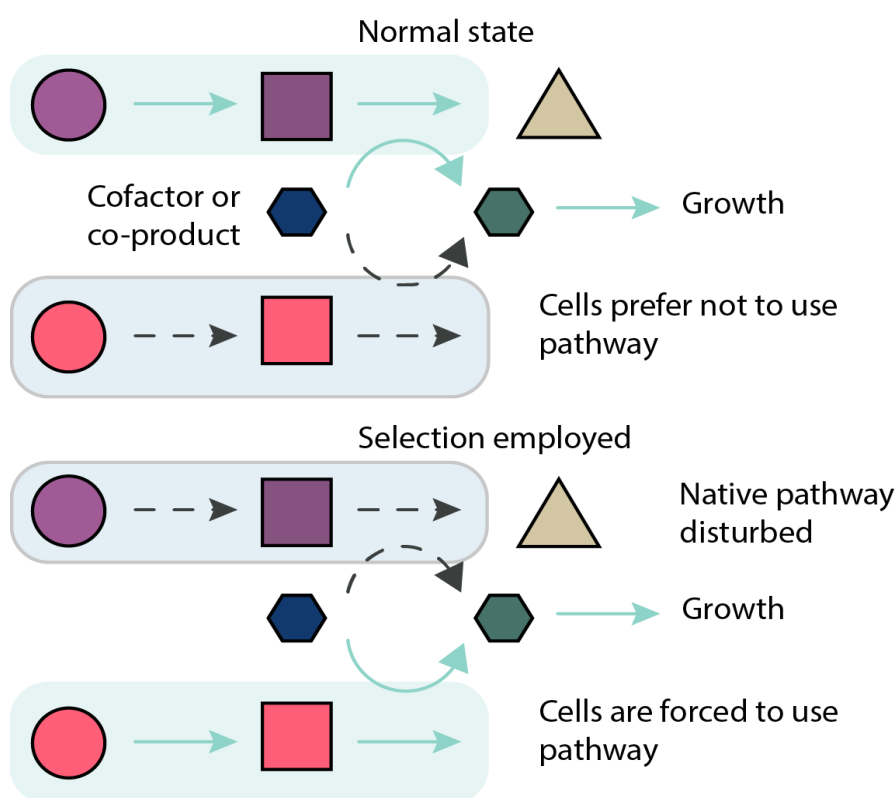 Normal state
Cofactor or
co-product
Growth
Cells prefer not to use
pathway
Selection employed
Native pathway
disturbed
Growth
Cells are forced to use
pathway